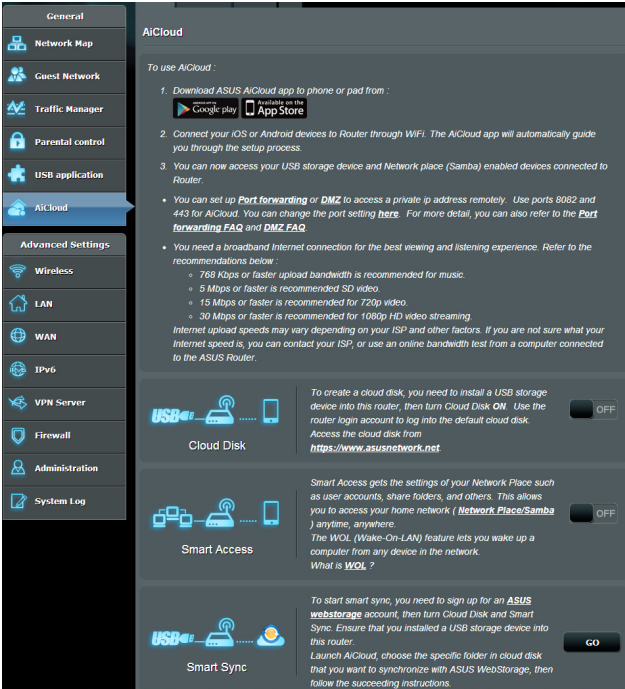 General
Network Map
Guest Network
Traffic Manager
Parental control
USB application
AiCloud
Advanced Settings
Wireless
LAN
WAN
IPv6
VPN Server
Firewall
Administration
System Log
AiCloud
To use AiCloud :
1. Download ASUS AiCloud app to phone or pad from :
ANDROID APP ON
Google play
Available on the
App Store
2. Connect your iOS or Android devices to Router through WiFi. The AiCloud app will automatically guide
you through the setup process.
3. You can now access your USB storage device and Network place (Samba) enabled devices connected to
Router.
• You can set up Port forwarding or DMZ to access a private ip address remotely. Use ports 8082 and
443 for AiCloud. You can change the port setting here. For more detail, you can also refer to the Port
forwarding FAQ and DMZ FAQ.
• You need a broadband Internet connection for the best viewing and listening experience. Refer to the
recommendations below :
◦ 768 Kbps or faster upload bandwidth is recommended for music.
◦ 5 Mbps or faster is recommended SD video.
◦ 15 Mbps or faster is recommended for 720p video.
◦ 30 Mbps or faster is recommended for 1080p HD video streaming.
Internet upload speeds may vary depending on your ISP and other factors. If you are not sure what your
Internet speed is, you can contact your ISP, or use an online bandwidth test from a computer connected
to the ASUS Router.
USB
Cloud Disk
To create a cloud disk, you need to install a USB storage
device into this router, then turn Cloud Disk ON. Use the
router login account to log into the default cloud disk.
Access the cloud disk from
https://www.asusnetwork.net.
OFF
Smart Access
Smart Access gets the settings of your Network Place such
as user accounts, share folders, and others. This allows
you to access your home network ( Network Place/Samba
) anytime, anywhere.
The WOL (Wake-On-LAN) feature lets you wake up a
computer from any device in the network.
What is WOL ?
OFF
USB
Smart Sync
To start smart sync, you need to sign up for an ASUS
webstorage account, then turn Cloud Disk and Smart
Sync. Ensure that you installed a USB storage device into
this router.
Launch AiCloud, choose the specific folder in cloud disk
that you want to synchronize with ASUS WebStorage, then
follow the succeeding instructions.
GO